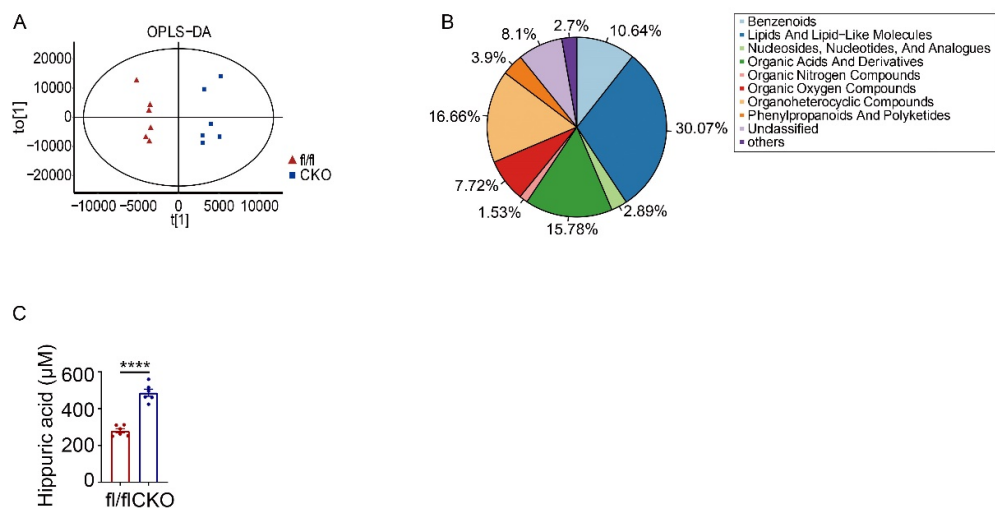 A
OPLS-DA
20000
10000
0
−10000
−20000
to[1]
−10000 −5000 0 5000 10000
t[1]
fl/fl
CKO
B
2.7%
10.64%
8.1%
3.9%
16.66%
30.07%
7.72%
1.53%
2.89%
15.78%
Benzenoids
Lipids And Lipid−Like Molecules
Nucleosides, Nucleotides, And Analogues
Organic Acids And Derivatives
Organic Nitrogen Compounds
Organic Oxygen Compounds
Organoheterocyclic Compounds
Phenylpropanoids And Polyketides
Unclassified
others
C
Hippuric acid (μM)
****
600
400
200
0
fl/fl CKO